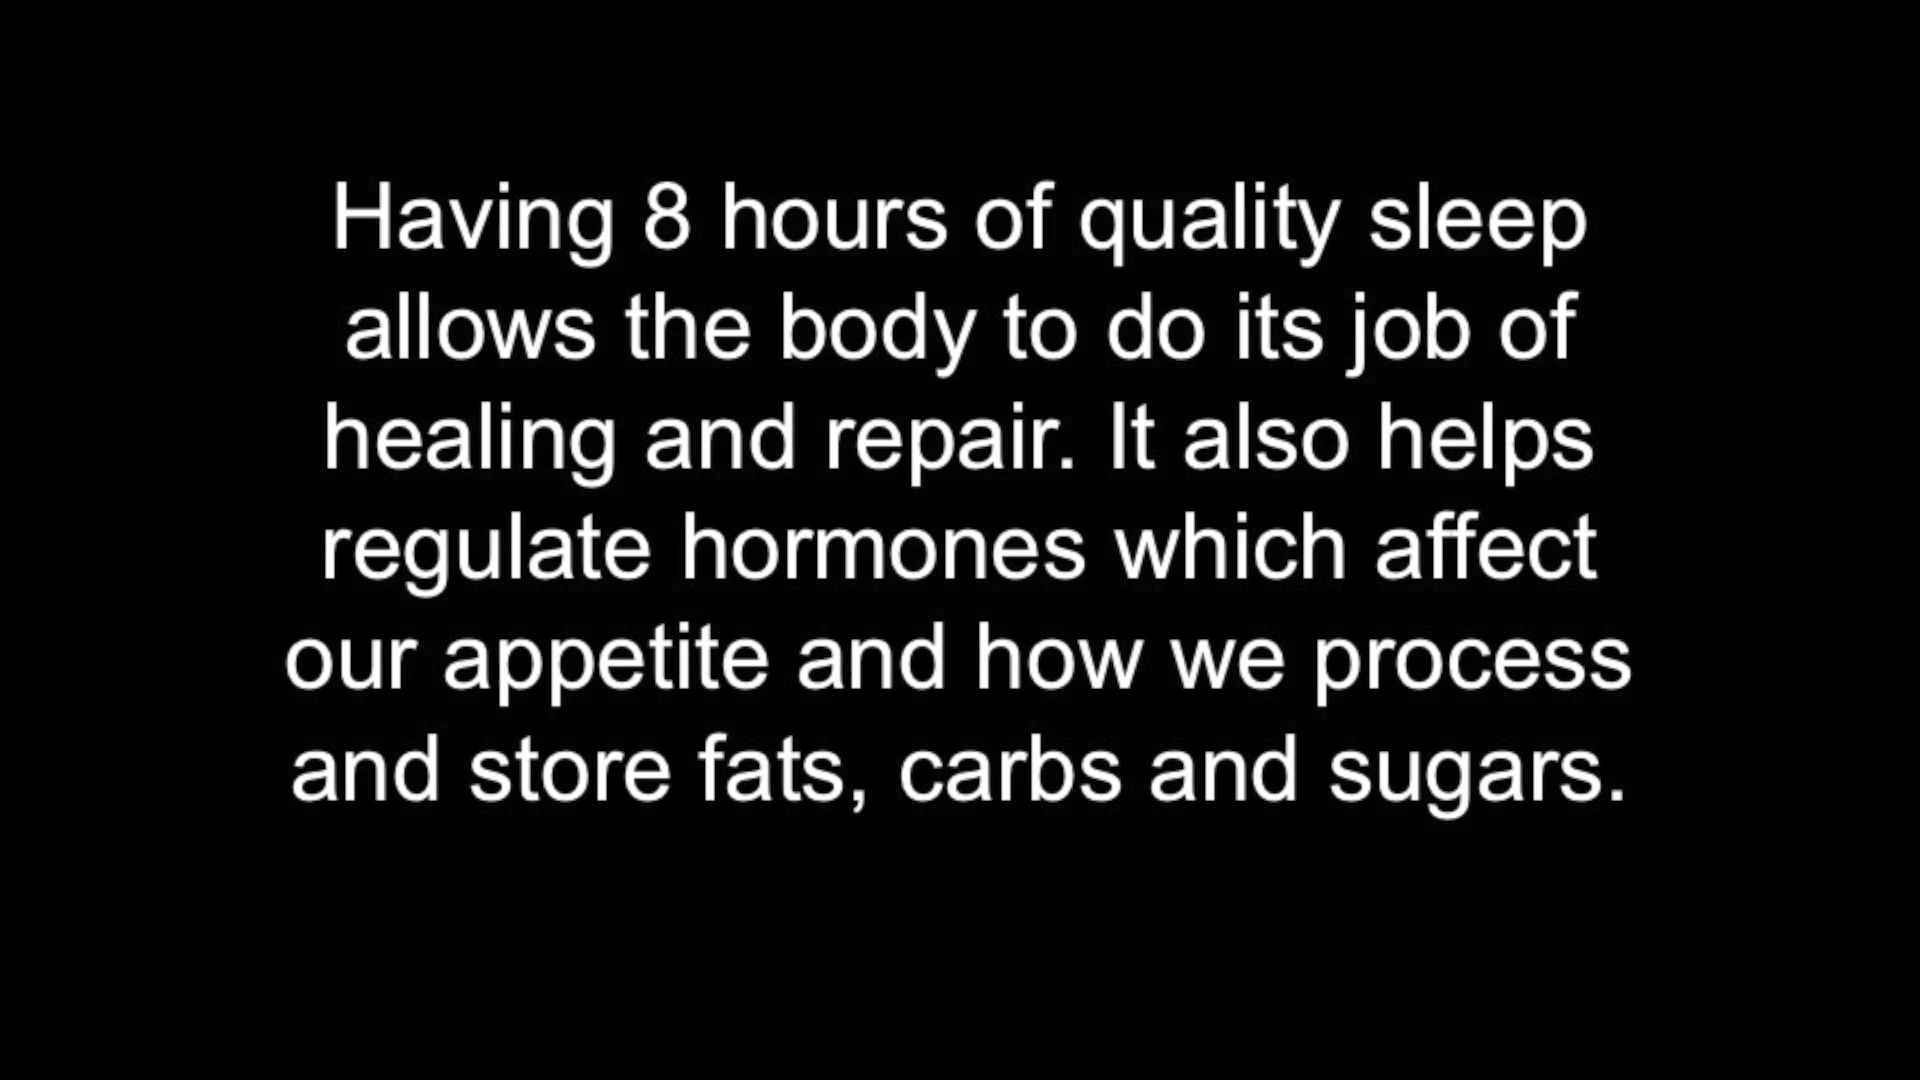 Having 8 hours of quality sleep
allows the body to do its job of
healing and repair. It also helps
regulate hormones which affect
our appetite and how we process
and store fats, carbs and sugars.